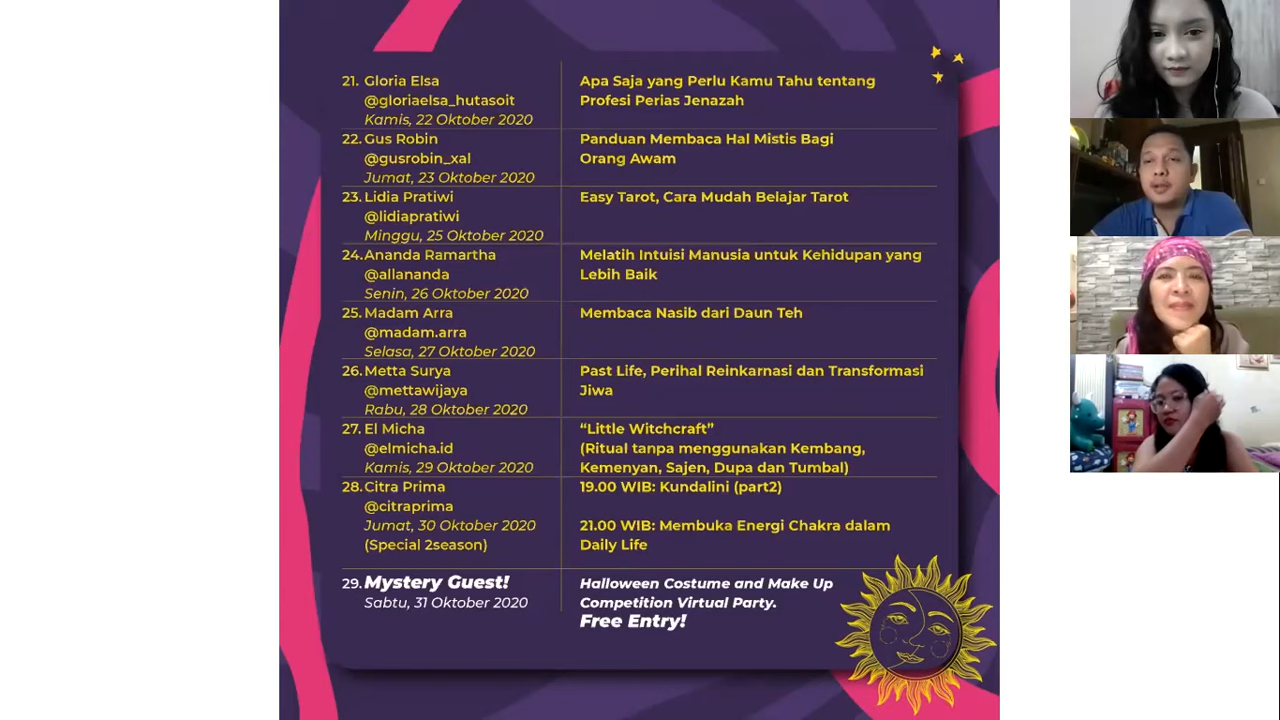 21. Gloria Elsa
@gloriaelsa_hutasoit
Kamis, 22 Oktober 2020
Apa Saja yang Perlu Kamu Tahu tentang
Profesi Perias Jenazah
22. Gus Robin
@gusrobin_xal
Jumat, 23 Oktober 2020
Panduan Membaca Hal Mistis Bagi
Orang Awam
23. Lidia Pratiwi
@lidiapratiwi
Minggu, 25 Oktober 2020
Easy Tarot, Cara Mudah Belajar Tarot
24. Ananda Ramartha
@allananda
Senin, 26 Oktober 2020
Melatih Intuisi Manusia untuk Kehidupan yang
Lebih Baik
25. Madam Arra
@madam.arra
Selasa, 27 Oktober 2020
Membaca Nasib dari Daun Teh
26. Metta Surya
@mettawijaya
Rabu, 28 Oktober 2020
Past Life, Perihal Reinkarnasi dan Transformasi
Jiwa
27. El Micha
@elmicha.id
Kamis, 29 Oktober 2020
“Little Witchcraft”
(Ritual tanpa menggunakan Kembang,
Kemenyan, Sajen, Dupa dan Tumbal)
28. Citra Prima
@citraprima
Jumat, 30 Oktober 2020
(Special 2season)
19.00 WIB: Kundalini (part2)
21.00 WIB: Membuka Energi Chakra dalam
Daily Life
29. Mystery Guest!
Sabtu, 31 Oktober 2020
Halloween Costume and Make Up
Competition Virtual Party.
Free Entry!